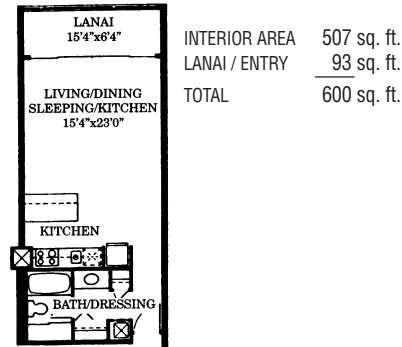 LANAI
15'4"x6'4"
LIVING/DINING
SLEEPING/KITCHEN
15'4"x23'0"
KITCHEN
BATH/DRESSING
INTERIOR AREA 507 sq. ft.
LANAI / ENTRY 93 sq. ft.
TOTAL 600 sq. ft.